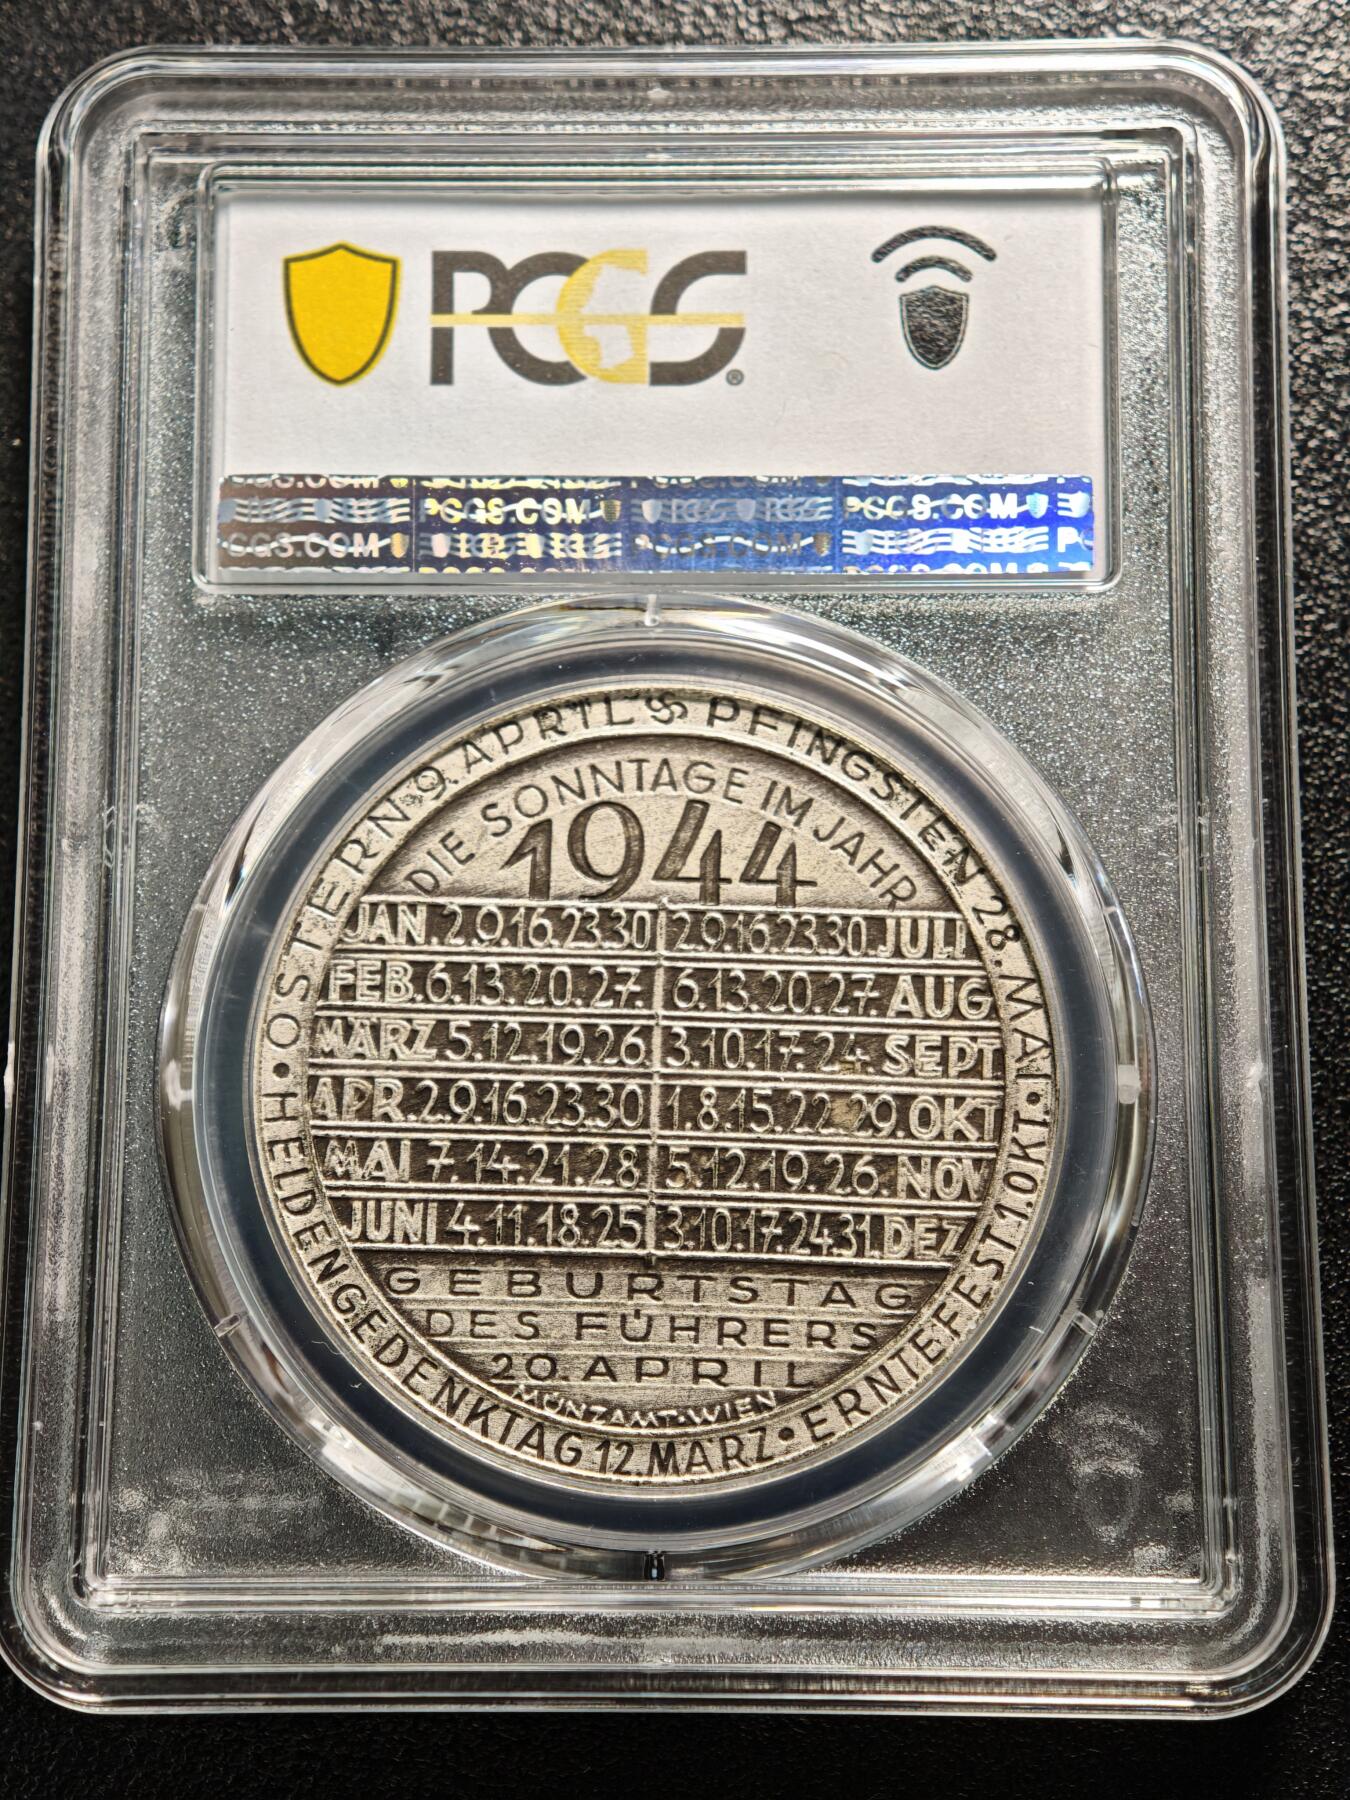 PCGS®
PCGS.COM
OSTERN·9.APRIL 卐 PFINGSTEN 28.MAI·
DIE SONNTAGE IM JAHR
1944
JAN.2.9.16.23.30 2.9.16.23.30.JULI
FEB.6.13.20.27. 6.13.20.27.AUG
MÄRZ 5.12.19.26 3.10.17.24.SEPT
APR.2.9.16.23.30 1.8.15.22.29.OKT
MAI 7.14.21.28 5.12.19.26.NOV
JUNI 4.11.18.25 3.10.17.24.31.DEZ
GEBURTSTAG
DES FÜHRERS
20.APRIL
MÜNZAMT·WIEN
·HELDENGEDENKTAG 12.MÄRZ·ERNTEFEST 1.OKT·